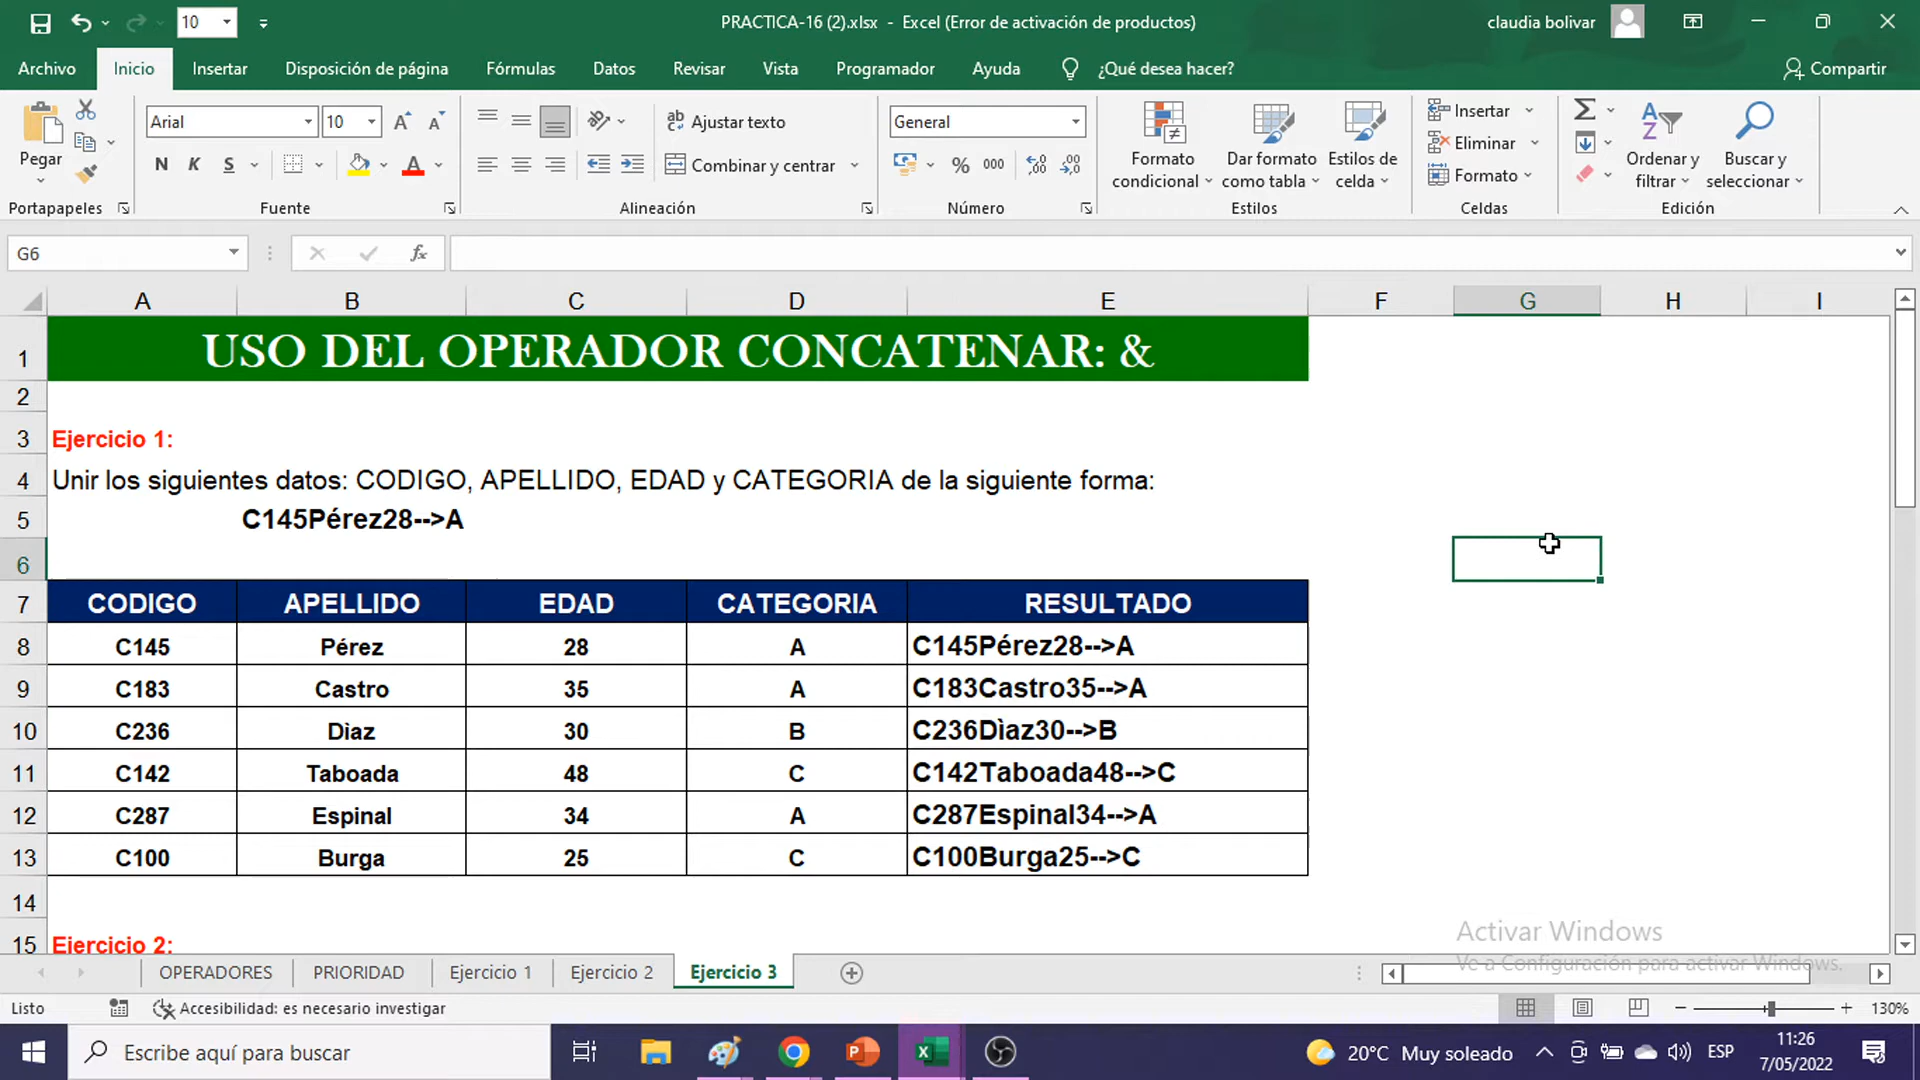 10
PRACTICA-16 (2).xlsx - Excel (Error de activación de productos)
claudia bolivar
Archivo Inicio Insertar Disposición de página Fórmulas Datos Revisar Vista Programador Ayuda ¿Qué desea hacer? Compartir
Pegar
Portapapeles
Arial 10
N K S
Fuente
Ajustar texto
Combinar y centrar
Alineación
General
% 000
Número
Formato condicional
Dar formato como tabla
Estilos de celda
Estilos
Insertar
Eliminar
Formato
Celdas
Ordenar y filtrar
Buscar y seleccionar
Edición
G6 fx
A B C D E F G H I
1 USO DEL OPERADOR CONCATENAR: &
2
3 Ejercicio 1:
4 Unir los siguientes datos: CODIGO, APELLIDO, EDAD y CATEGORIA de la siguiente forma:
5 C145Pérez28-->A
6
7 CODIGO APELLIDO EDAD CATEGORIA RESULTADO
8 C145 Pérez 28 A C145Pérez28-->A
9 C183 Castro 35 A C183Castro35-->A
10 C236 Dìaz 30 B C236Dìaz30-->B
11 C142 Taboada 48 C C142Taboada48-->C
12 C287 Espinal 34 A C287Espinal34-->A
13 C100 Burga 25 C C100Burga25-->C
14
15 Ejercicio 2:
Activar Windows
Ve a Configuración para activar Windows.
OPERADORES PRIORIDAD Ejercicio 1 Ejercicio 2 Ejercicio 3
Listo Accesibilidad: es necesario investigar 130%
Escribe aquí para buscar
20°C Muy soleado ESP
11:26
7/05/2022